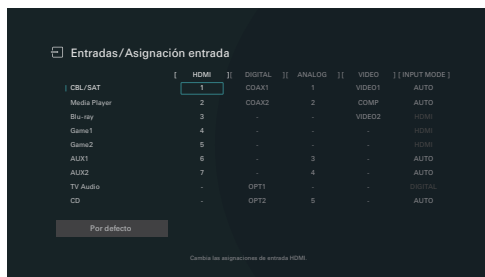 Entradas/Asignación entrada
[ HDMI ][ DIGITAL ][ ANALOG ][ VIDEO ][ INPUT MODE ]
CBL/SAT 1 COAX1 1 VIDEO1 AUTO
Media Player 2 COAX2 2 COMP AUTO
Blu-ray 3 - - VIDEO2 HDMI
Game1 4 - - - HDMI
Game2 5 - - - HDMI
AUX1 6 - 3 - AUTO
AUX2 7 - 4 - AUTO
TV Audio - OPT1 - - DIGITAL
CD - OPT2 5 - AUTO
Por defecto
Cambia las asignaciones de entrada HDMI.